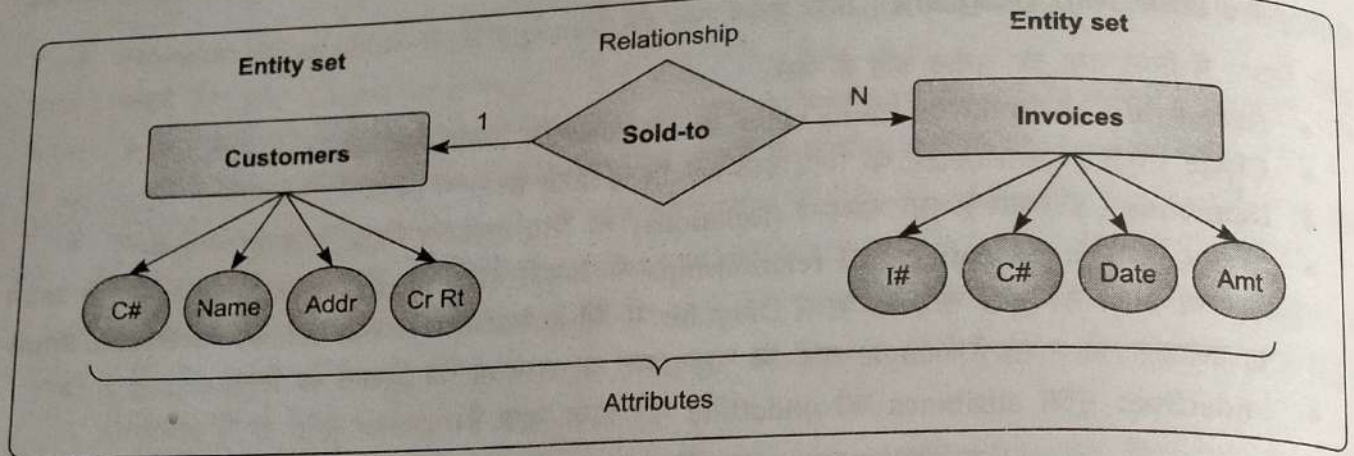 Entity set
Relationship
Entity set
Customers
1
Sold-to
N
Invoices
C#
Name
Addr
Cr Rt
I#
C#
Date
Amt
Attributes